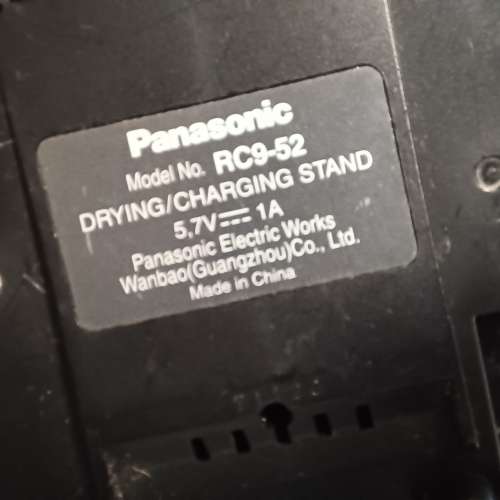 Panasonic
Model No. RC9-52
DRYING/CHARGING STAND
5.7V⎓1A
Panasonic Electric Works
Wanbao(Guangzhou)Co., Ltd.
Made in China